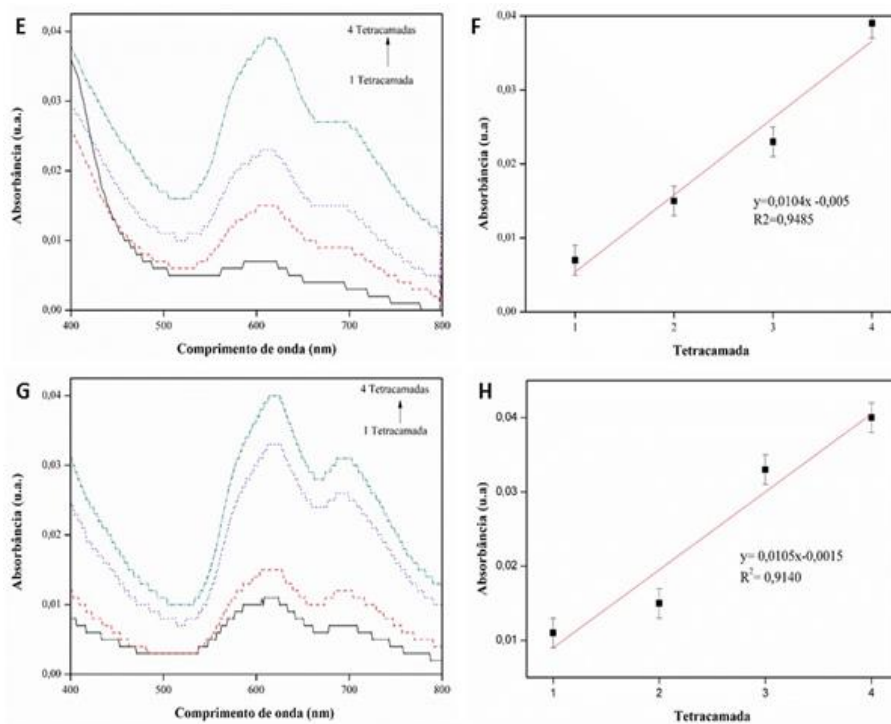 E
4 Tetracamadas
1 Tetracamada
Absorbância (u.a.)
0,04
0,03
0,02
0,01
0,00
400 500 600 700 800
Comprimento de onda (nm)
F
Absorbância (u.a)
0,04
0,03
0,02
0,01
0,00
y=0,0104x -0,005
R2=0,9485
1 2 3 4
Tetracamada
G
4 Tetracamadas
1 Tetracamada
Absorbância (u.a.)
0,04
0,03
0,02
0,01
0,00
400 500 600 700 800
Comprimento de onda (nm)
H
Absorbância (u.a)
0,04
0,03
0,02
0,01
y= 0,0105x-0,0015
R²= 0,9140
1 2 3 4
Tetracamada